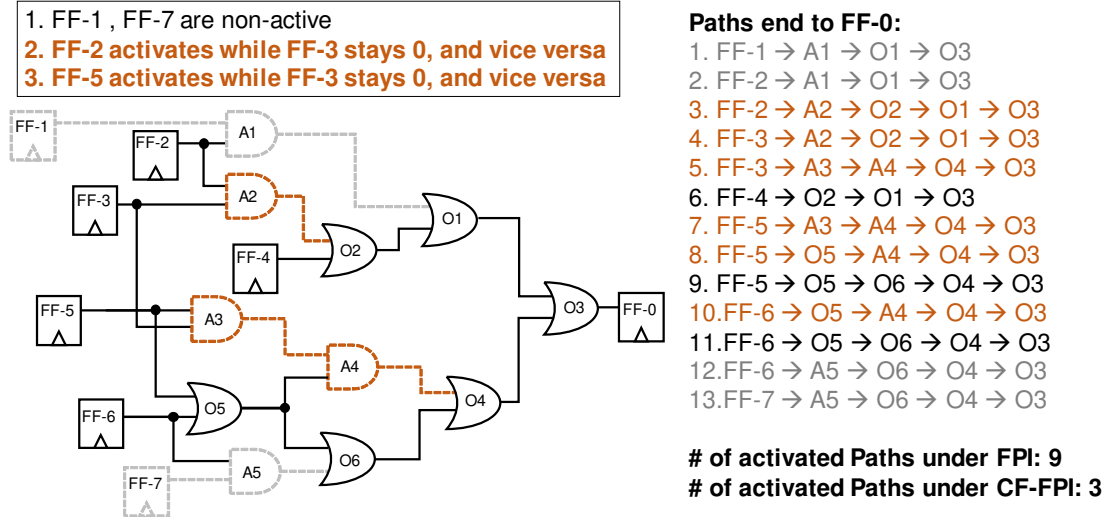 1. FF-1 , FF-7 are non-active
2. FF-2 activates while FF-3 stays 0, and vice versa
3. FF-5 activates while FF-3 stays 0, and vice versa
FF-1
A1
FF-2
A2
FF-3
O1
O2
FF-4
FF-5
A3
O3
FF-0
A4
O5
O4
FF-6
O6
A5
FF-7
Paths end to FF-0:
1. FF-1 → A1 → O1 → O3
2. FF-2 → A1 → O1 → O3
3. FF-2 → A2 → O2 → O1 → O3
4. FF-3 → A2 → O2 → O1 → O3
5. FF-3 → A3 → A4 → O4 → O3
6. FF-4 → O2 → O1 → O3
7. FF-5 → A3 → A4 → O4 → O3
8. FF-5 → O5 → A4 → O4 → O3
9. FF-5 → O5 → O6 → O4 → O3
10.FF-6 → O5 → A4 → O4 → O3
11.FF-6 → O5 → O6 → O4 → O3
12.FF-6 → A5 → O6 → O4 → O3
13.FF-7 → A5 → O6 → O4 → O3
# of activated Paths under FPI: 9
# of activated Paths under CF-FPI: 3